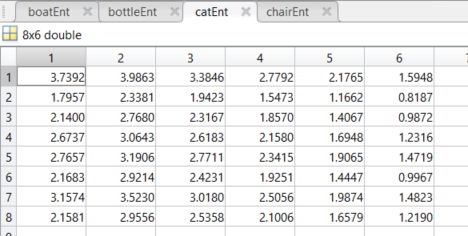 boatEnt bottleEnt catEnt chairEnt
8x6 double
1 2 3 4 5 6 7
1 3.7392 3.9863 3.3846 2.7792 2.1765 1.5948
2 1.7957 2.3381 1.9423 1.5473 1.1662 0.8187
3 2.1400 2.7680 2.3167 1.8570 1.4067 0.9872
4 2.6737 3.0643 2.6183 2.1580 1.6948 1.2316
5 2.7657 3.1906 2.7711 2.3415 1.9065 1.4719
6 2.1683 2.9214 2.4231 1.9251 1.4447 0.9967
7 3.1574 3.5230 3.0180 2.5056 1.9874 1.4823
8 2.1581 2.9556 2.5358 2.1006 1.6579 1.2190